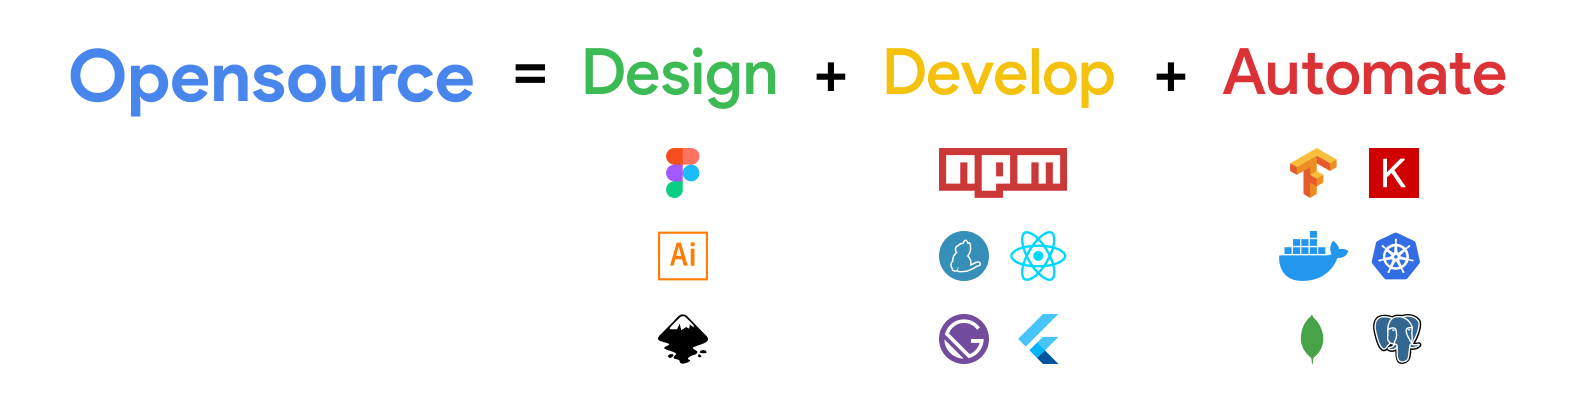 Opensource = Design + Develop + Automate
npm K
Ai